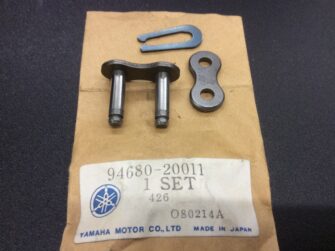 94680-20011
1 SET
426
O80214A
YAMAHA MOTOR CO., LTD MADE IN JAPAN